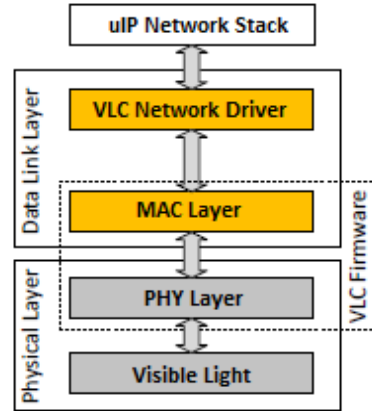 uIP Network Stack
Data Link Layer
VLC Network Driver
MAC Layer
VLC Firmware
Physical Layer
PHY Layer
Visible Light